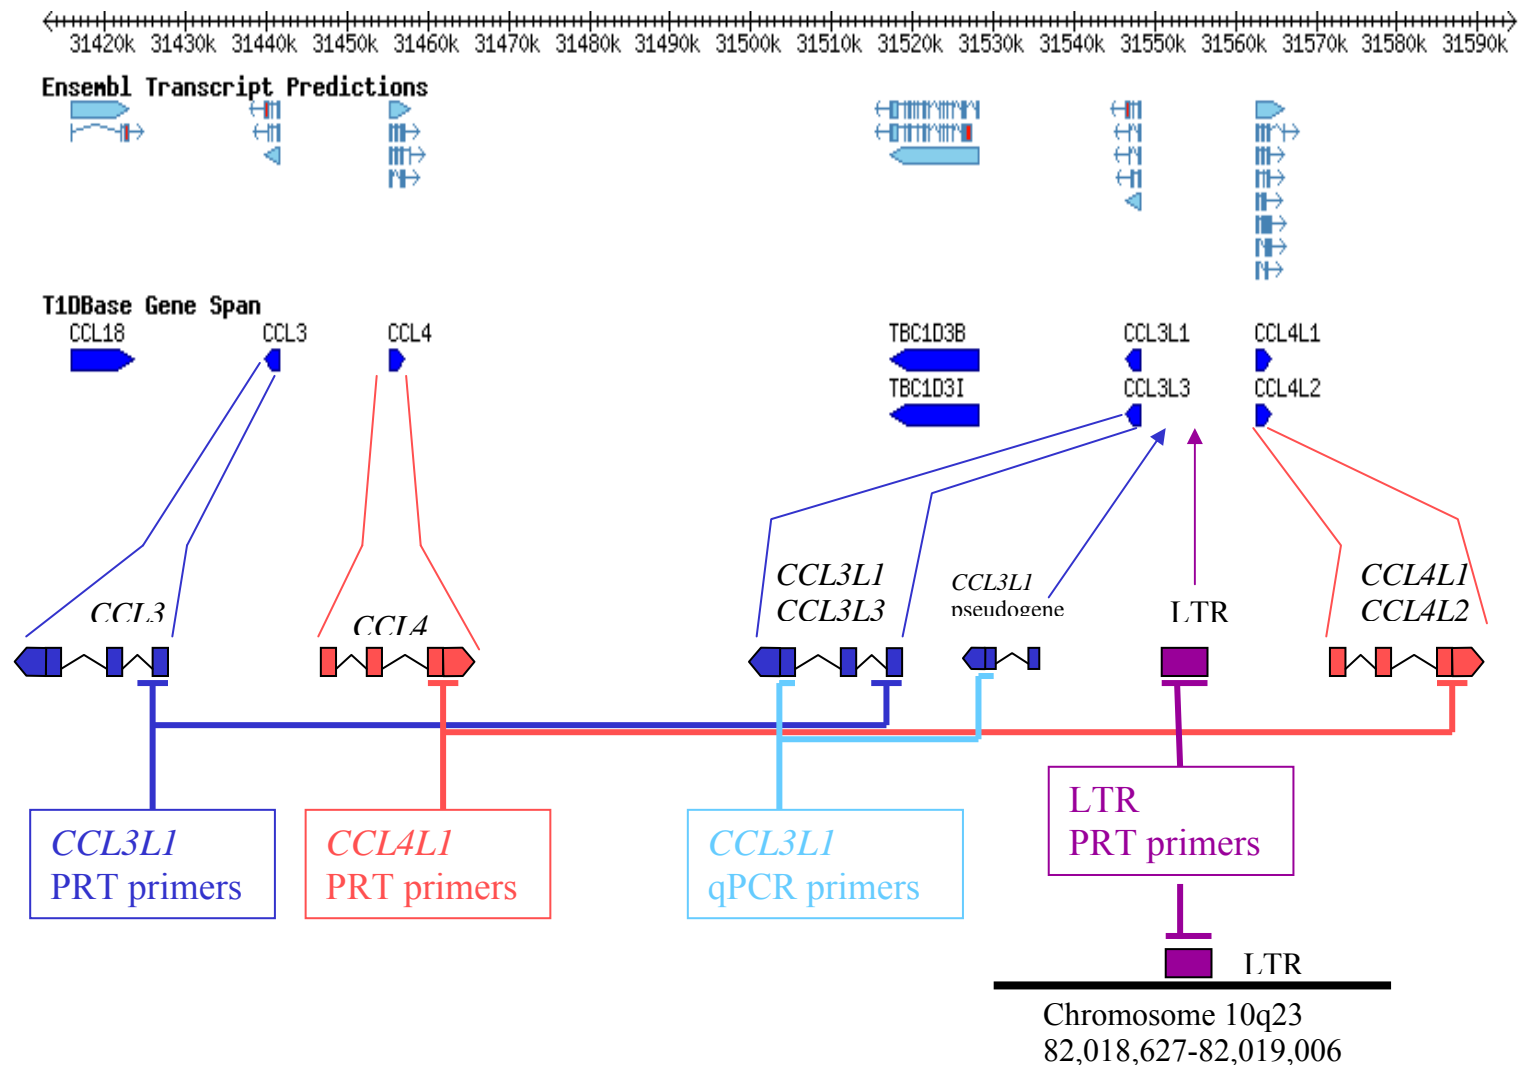 31420k 31430k 31440k 31450k 31460k 31470k 31480k 31490k 31500k 31510k 31520k 31530k 31540k 31550k 31560k 31570k 31580k 31590k
Ensembl Transcript Predictions
T1DBase Gene Span
CCL18 CCL3 CCL4 TBC1D3B CCL3L1 CCL4L1
TBC1D3I CCL3L3 CCL4L2
CCL3
CCL4
CCL3L1
CCL3L3
CCL3L1
pseudogene
LTR
CCL4L1
CCL4L2
CCL3L1
PRT primers
CCL4L1
PRT primers
CCL3L1
qPCR primers
LTR
PRT primers
LTR
Chromosome 10q23
82,018,627-82,019,006